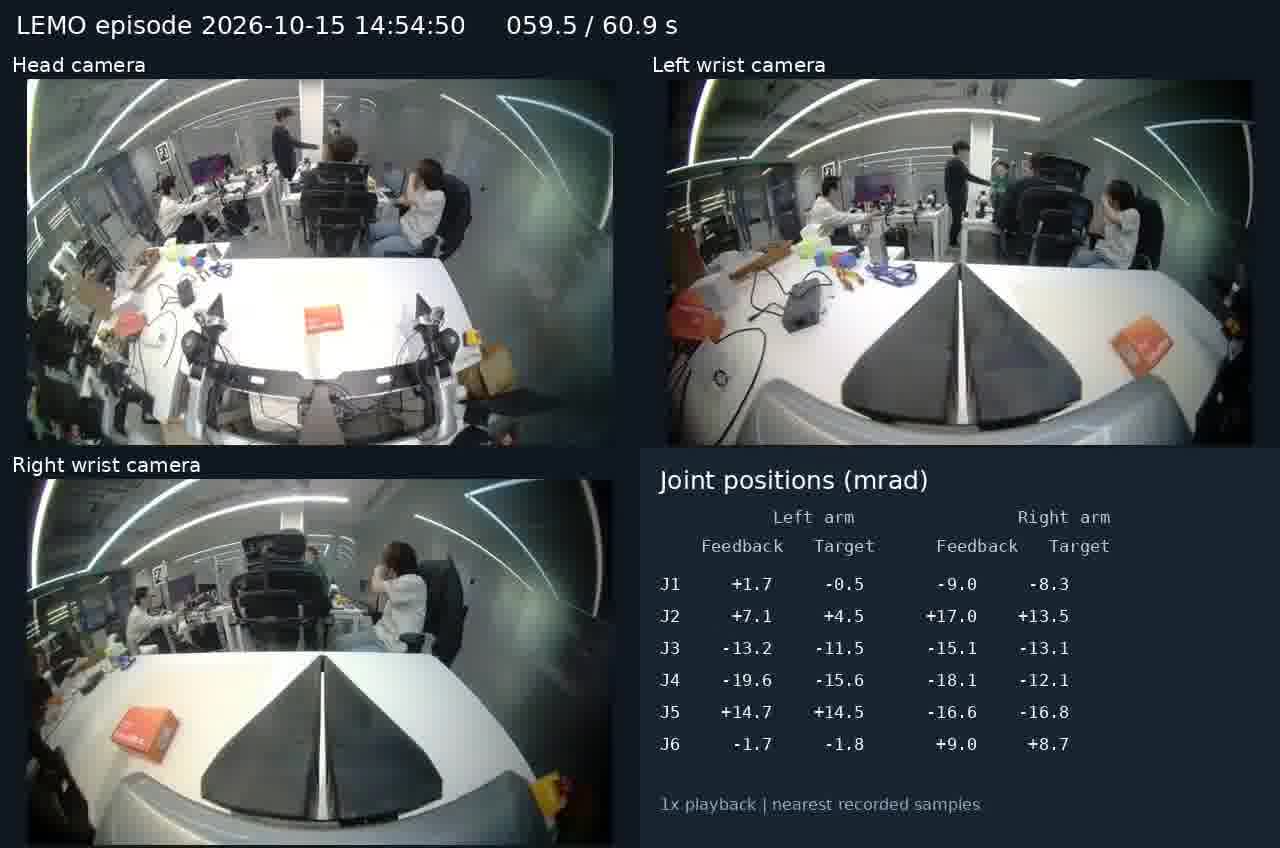 LEMO episode 2026-10-15 14:54:50 059.5 / 60.9 s
Head camera
Left wrist camera
Right wrist camera
Joint positions (mrad)
Left arm Right arm
Feedback Target Feedback Target
J1 +1.7 -0.5 -9.0 -8.3
J2 +7.1 +4.5 +17.0 +13.5
J3 -13.2 -11.5 -15.1 -13.1
J4 -19.6 -15.6 -18.1 -12.1
J5 +14.7 +14.5 -16.6 -16.8
J6 -1.7 -1.8 +9.0 +8.7
1x playback | nearest recorded samples